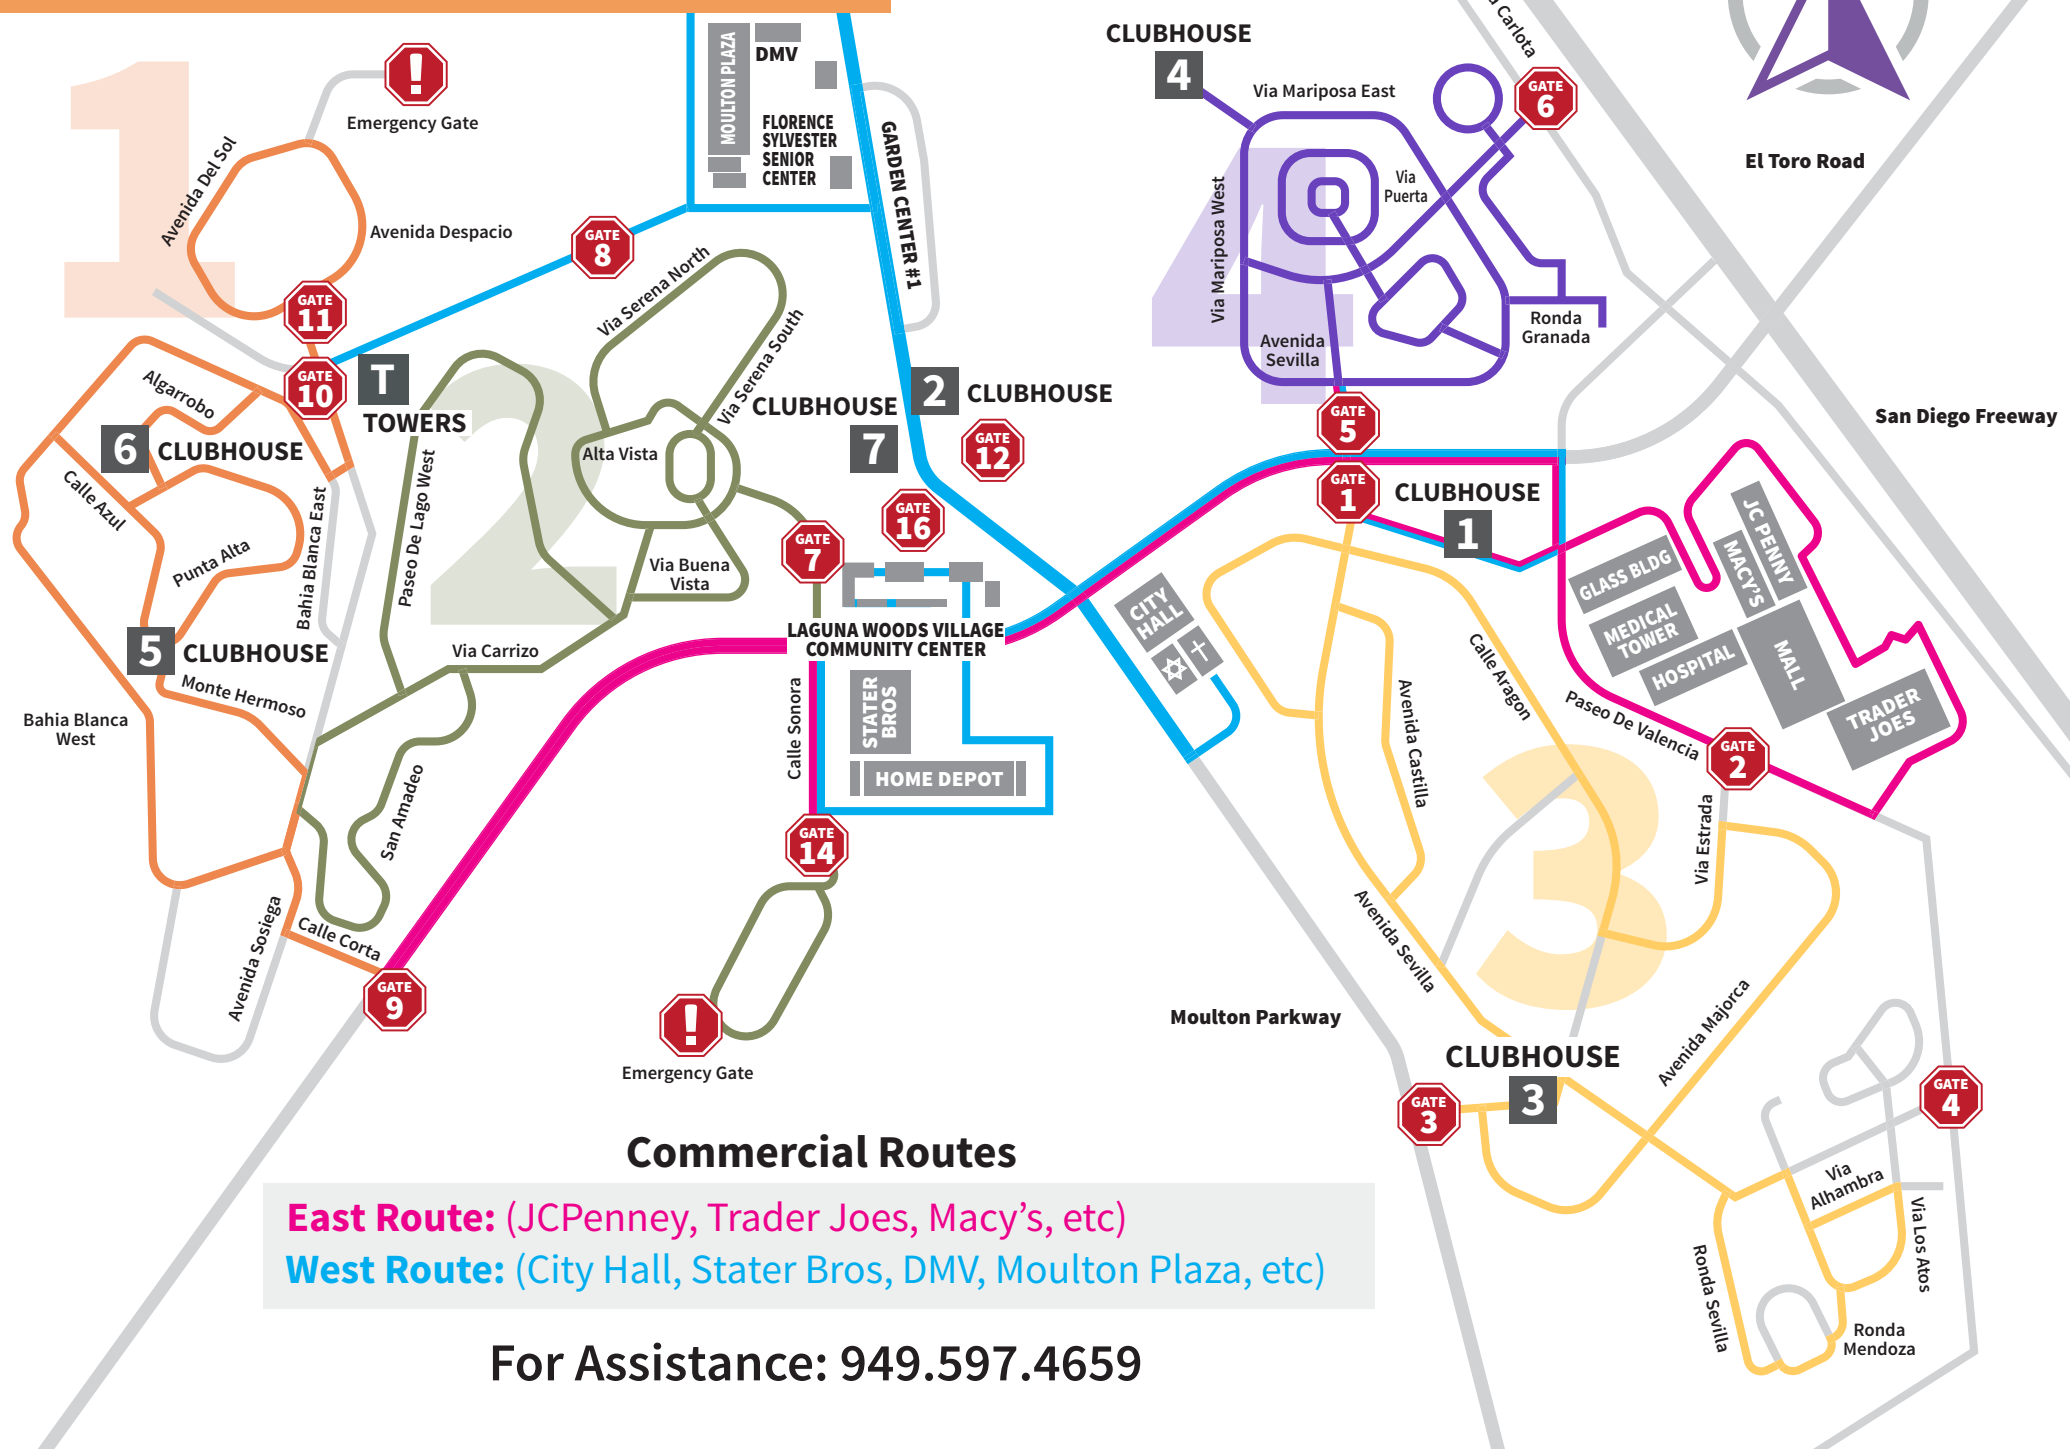 1
!
Emergency Gate
Avenida Del Sol
Avenida Despacio
GATE
11
GATE
10
GATE
8
T
TOWERS
MOULTON PLAZA
DMV
FLORENCE
SYLVESTER
SENIOR
CENTER
GARDEN CENTER #1
CLUBHOUSE
4
Via Mariposa East
GATE
6
Carlota
El Toro Road
4
Via Mariposa West
Via
Puerta
Avenida
Sevilla
Ronda
Granada
San Diego Freeway
Algarrobo
6 CLUBHOUSE
Calle Azul
Punta Alta
Bahia Blanca East
5 CLUBHOUSE
Monte Hermoso
Bahia Blanca
West
Avenida Sosiega
Calle Corta
GATE
9
2
Via Serena North
Via Serena South
Alta Vista
Paseo De Lago West
Via Buena
Vista
Via Carrizo
San Amadeo
CLUBHOUSE
7
2 CLUBHOUSE
GATE
12
GATE
16
GATE
7
LAGUNA WOODS VILLAGE
COMMUNITY CENTER
Calle Sonora
STATER
BROS
HOME DEPOT
GATE
14
!
Emergency Gate
GATE
5
GATE
1
CLUBHOUSE
1
CITY
HALL
GLASS BLDG
MEDICAL
TOWER
HOSPITAL
MACY'S
JC PENNY
MALL
TRADER
JOES
Paseo De Valencia
GATE
2
Calle Aragon
Avenida Castilla
Via Estrada
3
Avenida Sevilla
Avenida Majorca
Moulton Parkway
CLUBHOUSE
3
GATE
3
GATE
4
Via
Alhambra
Via Los Atos
Ronda Sevilla
Ronda
Mendoza
Commercial Routes
East Route: (JCPenney, Trader Joes, Macy’s, etc)
West Route: (City Hall, Stater Bros, DMV, Moulton Plaza, etc)
For Assistance: 949.597.4659